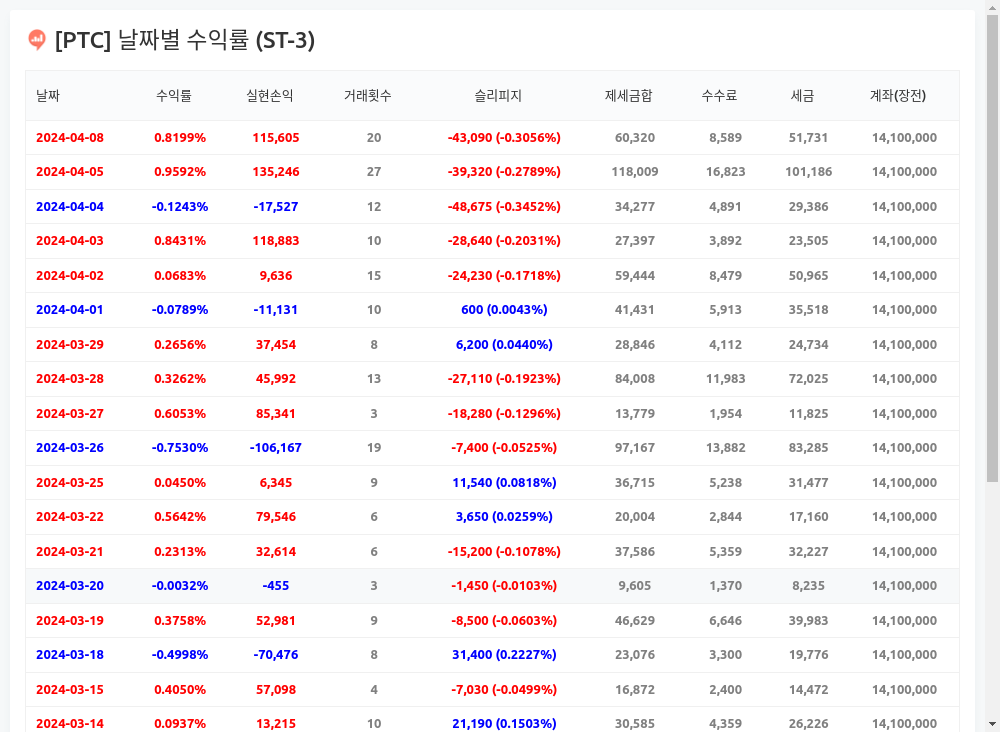 [PTC] 날짜별 수익률 (ST-3)
날짜 수익률 실현손익 거래횟수 슬리피지 제세금합 수수료 세금 계좌(장전)
2024-04-08 0.8199% 115,605 20 -43,090 (-0.3056%) 60,320 8,589 51,731 14,100,000
2024-04-05 0.9592% 135,246 27 -39,320 (-0.2789%) 118,009 16,823 101,186 14,100,000
2024-04-04 -0.1243% -17,527 12 -48,675 (-0.3452%) 34,277 4,891 29,386 14,100,000
2024-04-03 0.8431% 118,883 10 -28,640 (-0.2031%) 27,397 3,892 23,505 14,100,000
2024-04-02 0.0683% 9,636 15 -24,230 (-0.1718%) 59,444 8,479 50,965 14,100,000
2024-04-01 -0.0789% -11,131 10 600 (0.0043%) 41,431 5,913 35,518 14,100,000
2024-03-29 0.2656% 37,454 8 6,200 (0.0440%) 28,846 4,112 24,734 14,100,000
2024-03-28 0.3262% 45,992 13 -27,110 (-0.1923%) 84,008 11,983 72,025 14,100,000
2024-03-27 0.6053% 85,341 3 -18,280 (-0.1296%) 13,779 1,954 11,825 14,100,000
2024-03-26 -0.7530% -106,167 19 -7,400 (-0.0525%) 97,167 13,882 83,285 14,100,000
2024-03-25 0.0450% 6,345 9 11,540 (0.0818%) 36,715 5,238 31,477 14,100,000
2024-03-22 0.5642% 79,546 6 3,650 (0.0259%) 20,004 2,844 17,160 14,100,000
2024-03-21 0.2313% 32,614 6 -15,200 (-0.1078%) 37,586 5,359 32,227 14,100,000
2024-03-20 -0.0032% -455 3 -1,450 (-0.0103%) 9,605 1,370 8,235 14,100,000
2024-03-19 0.3758% 52,981 9 -8,500 (-0.0603%) 46,629 6,646 39,983 14,100,000
2024-03-18 -0.4998% -70,476 8 31,400 (0.2227%) 23,076 3,300 19,776 14,100,000
2024-03-15 0.4050% 57,098 4 -7,030 (-0.0499%) 16,872 2,400 14,472 14,100,000
2024-03-14 0.0937% 13,215 10 21,190 (0.1503%) 30,585 4,359 26,226 14,100,000